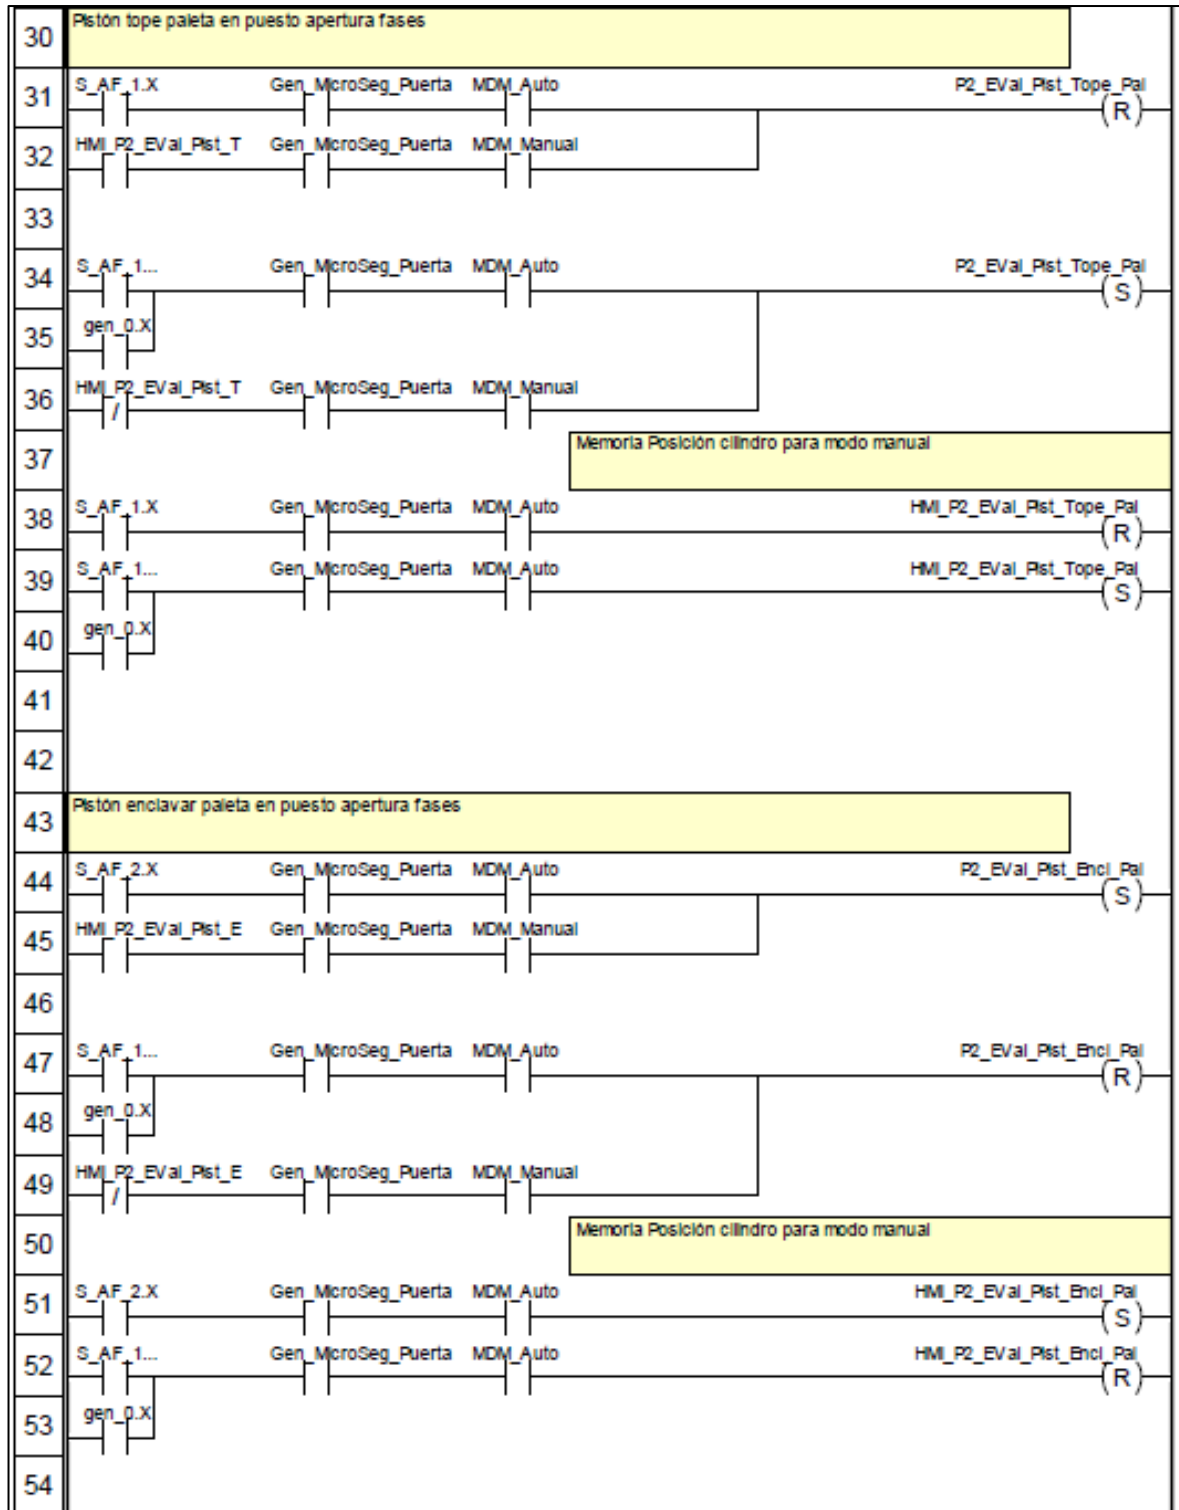 30 Pistón tope paleta en puesto apertura fases
31 S_AF_1.X Gen_MicroSeg_Puerta MDM_Auto P2_EVal_Pist_Tope_Pal
(R)
32 HMI_P2_EVal_Pist_T Gen_MicroSeg_Puerta MDM_Manual
33
34 S_AF_1... Gen_MicroSeg_Puerta MDM_Auto P2_EVal_Pist_Tope_Pal
(S)
35 gen_0.X
36 HMI_P2_EVal_Pist_T Gen_MicroSeg_Puerta MDM_Manual
/
37 Memoria Posición cilindro para modo manual
38 S_AF_1.X Gen_MicroSeg_Puerta MDM_Auto HMI_P2_EVal_Pist_Tope_Pal
(R)
39 S_AF_1... Gen_MicroSeg_Puerta MDM_Auto HMI_P2_EVal_Pist_Tope_Pal
(S)
40 gen_0.X
41
42
43 Pistón enclavar paleta en puesto apertura fases
44 S_AF_2.X Gen_MicroSeg_Puerta MDM_Auto P2_EVal_Pist_Encl_Pal
(S)
45 HMI_P2_EVal_Pist_E Gen_MicroSeg_Puerta MDM_Manual
46
47 S_AF_1... Gen_MicroSeg_Puerta MDM_Auto P2_EVal_Pist_Encl_Pal
(R)
48 gen_0.X
49 HMI_P2_EVal_Pist_E Gen_MicroSeg_Puerta MDM_Manual
/
50 Memoria Posición cilindro para modo manual
51 S_AF_2.X Gen_MicroSeg_Puerta MDM_Auto HMI_P2_EVal_Pist_Encl_Pal
(S)
52 S_AF_1... Gen_MicroSeg_Puerta MDM_Auto HMI_P2_EVal_Pist_Encl_Pal
(R)
53 gen_0.X
54